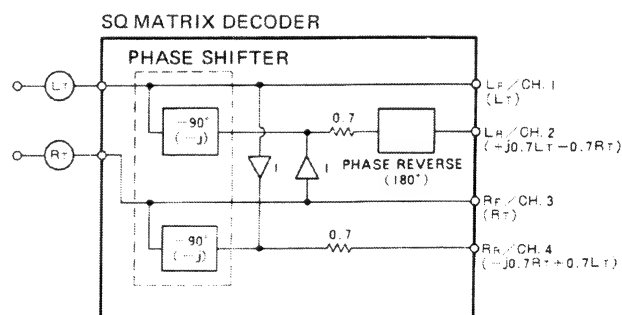 SQ MATRIX DECODER
PHASE SHIFTER
LT
LF/CH. 1
(LT)
-90°
(-j)
0.7
LR/CH. 2
(+j0.7LT-0.7RT)
PHASE REVERSE
(180°)
RT
1
1
RF/CH. 3
(RT)
-90°
(-j)
0.7
RR/CH. 4
(-j0.7RT+0.7LT)